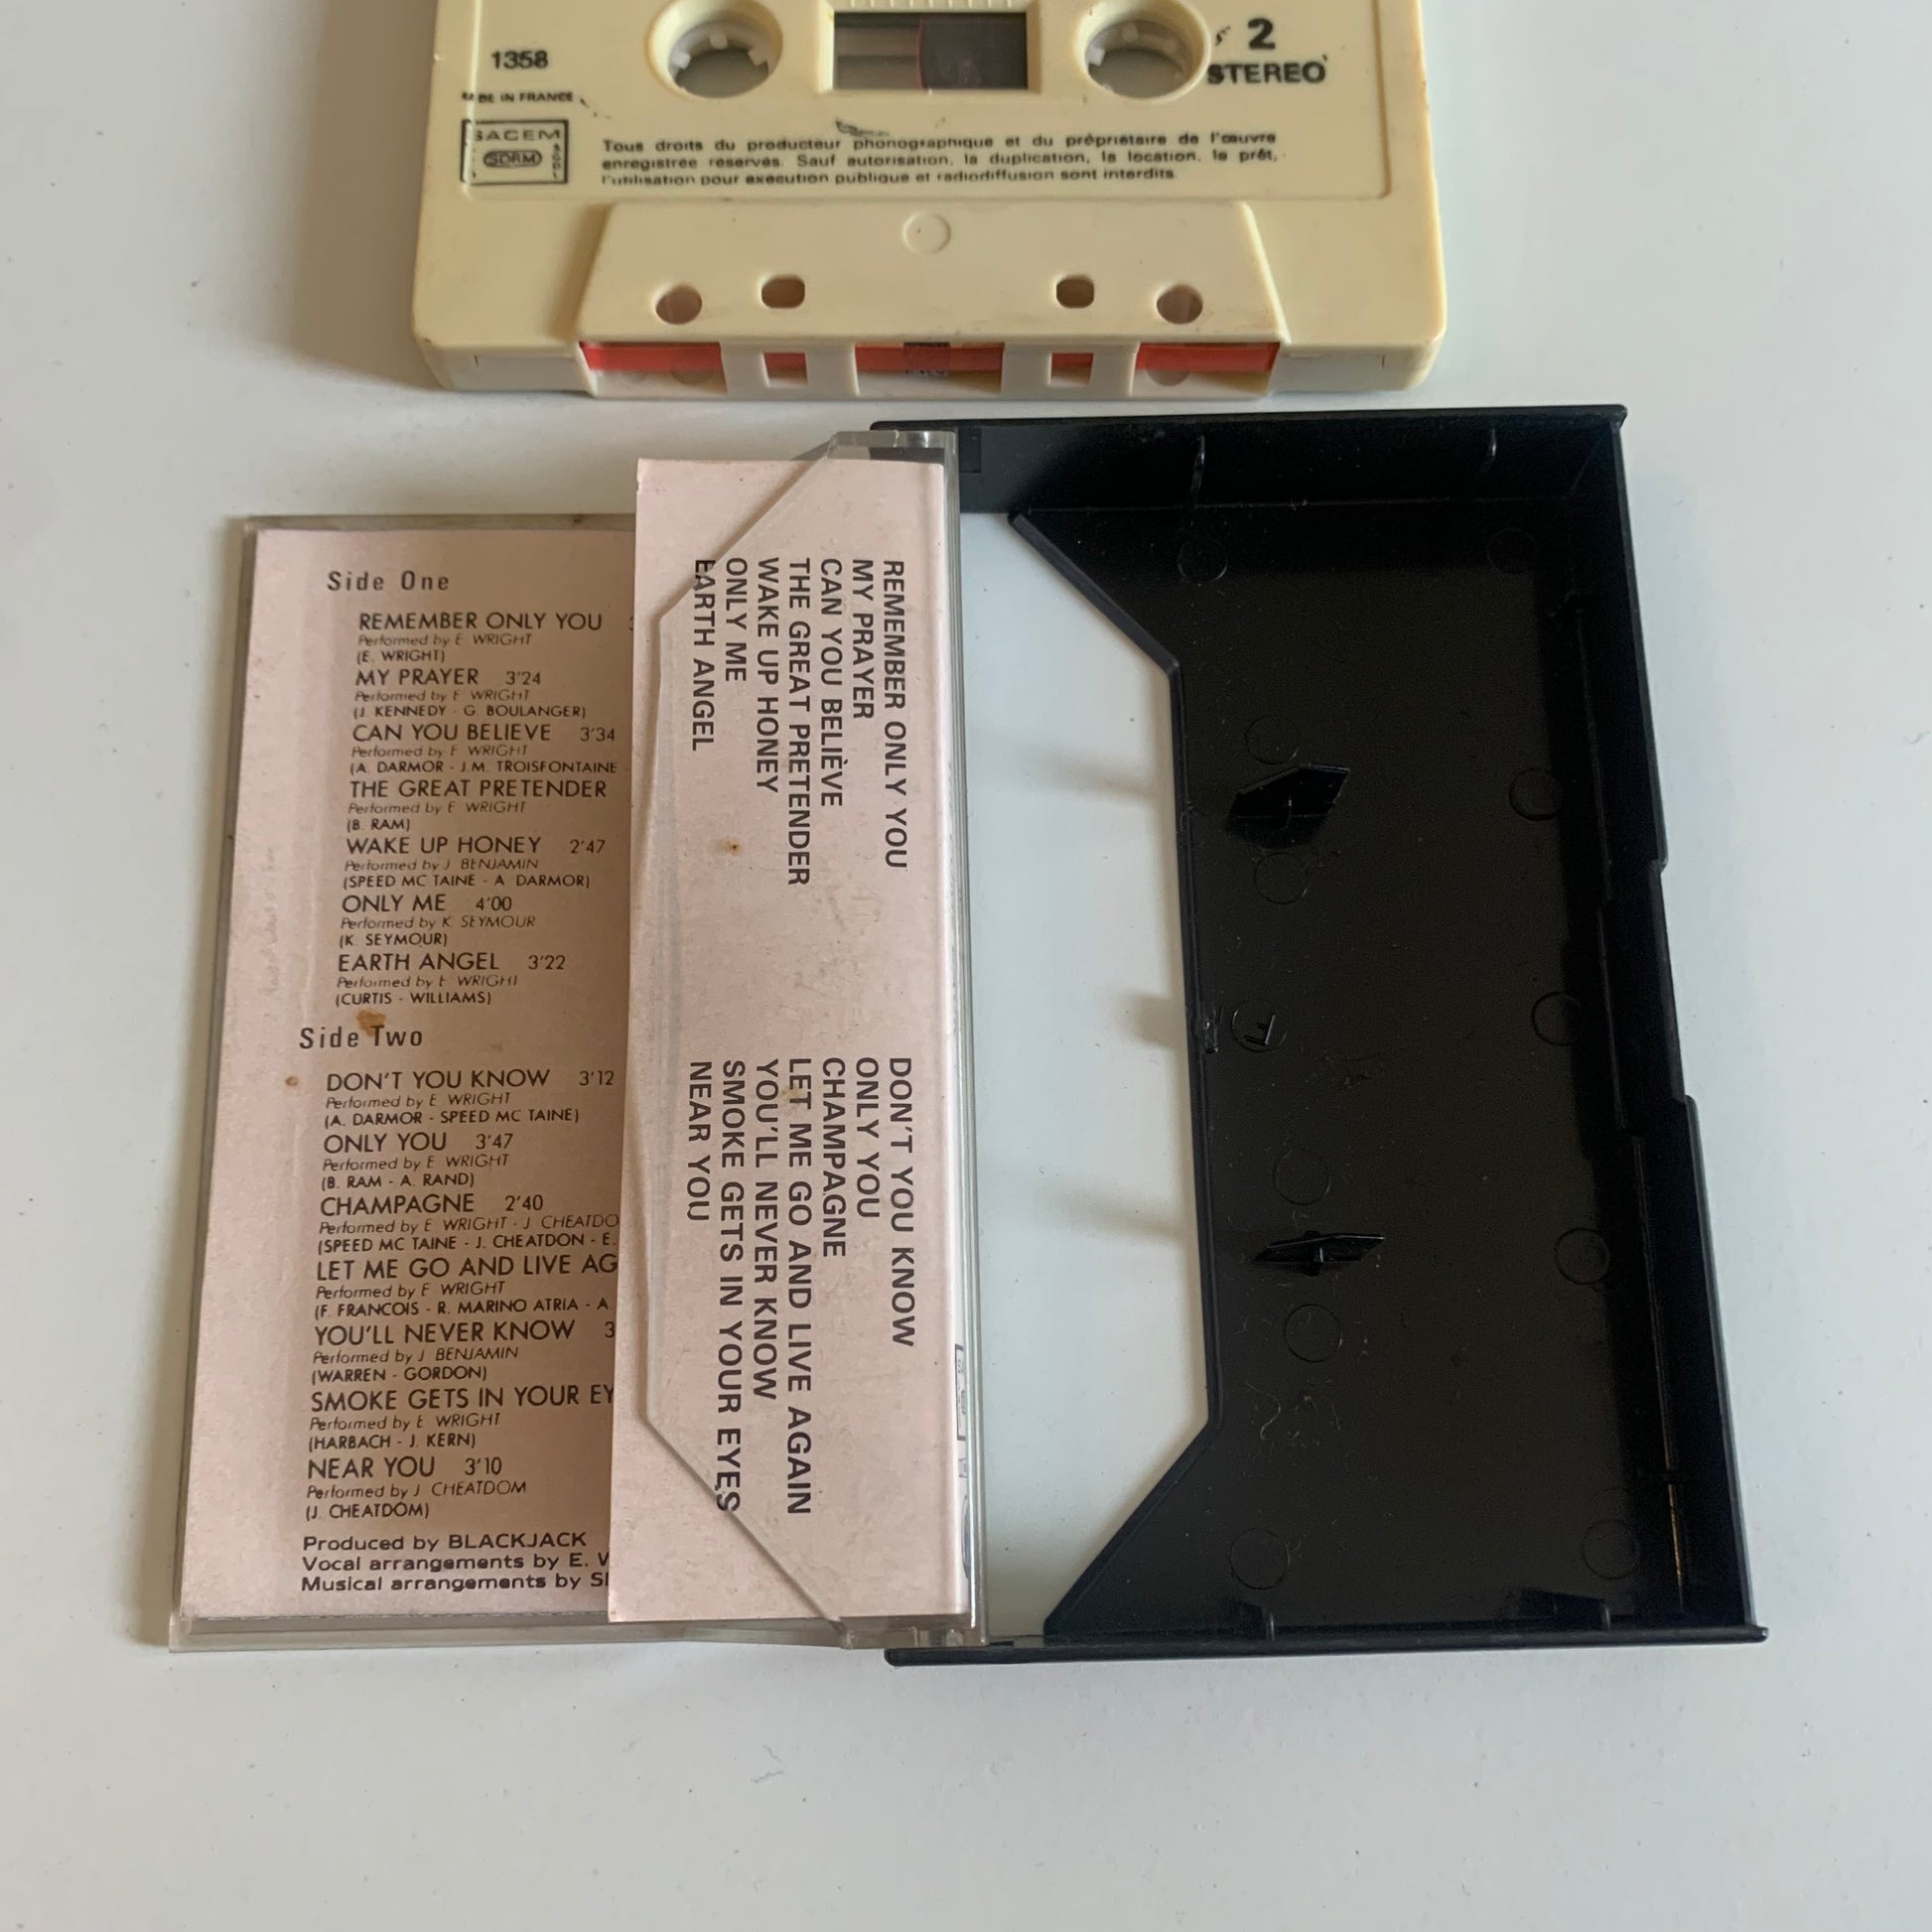 1358
2
STEREO
MADE IN FRANCE
SACEM
SDRM
Tous droits du producteur phonographique et du propriétaire de l'œuvre
enregistrée réservés. Sauf autorisation, la duplication, la location, le prêt,
l'utilisation pour exécution publique et radiodiffusion sont interdits.
Side One
REMEMBER ONLY YOU
Performed by E. WRIGHT
(E. WRIGHT)
MY PRAYER 3'24
Performed by E. WRIGHT
(J. KENNEDY - G. BOULANGER)
CAN YOU BELIEVE 3'34
Performed by E. WRIGHT
(A. DARMOR - J.M. TROISFONTAINE
THE GREAT PRETENDER
Performed by E. WRIGHT
(B. RAM)
WAKE UP HONEY 2'47
Performed by J. BENJAMIN
(SPEED MC TAINE - A. DARMOR)
ONLY ME 4'00
Performed by K. SEYMOUR
(K. SEYMOUR)
EARTH ANGEL 3'22
Performed by E. WRIGHT
(CURTIS - WILLIAMS)
Side Two
DON'T YOU KNOW 3'12
Performed by E. WRIGHT
(A. DARMOR - SPEED MC TAINE)
ONLY YOU 3'47
Performed by E. WRIGHT
(B. RAM - A. RAND)
CHAMPAGNE 2'40
Performed by E. WRIGHT - J. CHEATDO
(SPEED MC TAINE - J. CHEATDON - E.
LET ME GO AND LIVE AG
Performed by E. WRIGHT
(F. FRANCOIS - R. MARINO ATRIA - A.
YOU'LL NEVER KNOW 3
Performed by J. BENJAMIN
(WARREN - GORDON)
SMOKE GETS IN YOUR EY
Performed by E. WRIGHT
(HARBACH - J. KERN)
NEAR YOU 3'10
Performed by J. CHEATDOM
(J. CHEATDOM)
Produced by BLACKJACK
Vocal arrangements by E. W
Musical arrangements by S
REMEMBER ONLY YOU
MY PRAYER
CAN YOU BELIÈVE
THE GREAT PRETENDER
WAKE UP HONEY
ONLY ME
EARTH ANGEL
DON'T YOU KNOW
ONLY YOU
CHAMPAGNE
LET ME GO AND LIVE AGAIN
YOU'LL NEVER KNOW
SMOKE GETS IN YOUR EYES
NEAR YOU